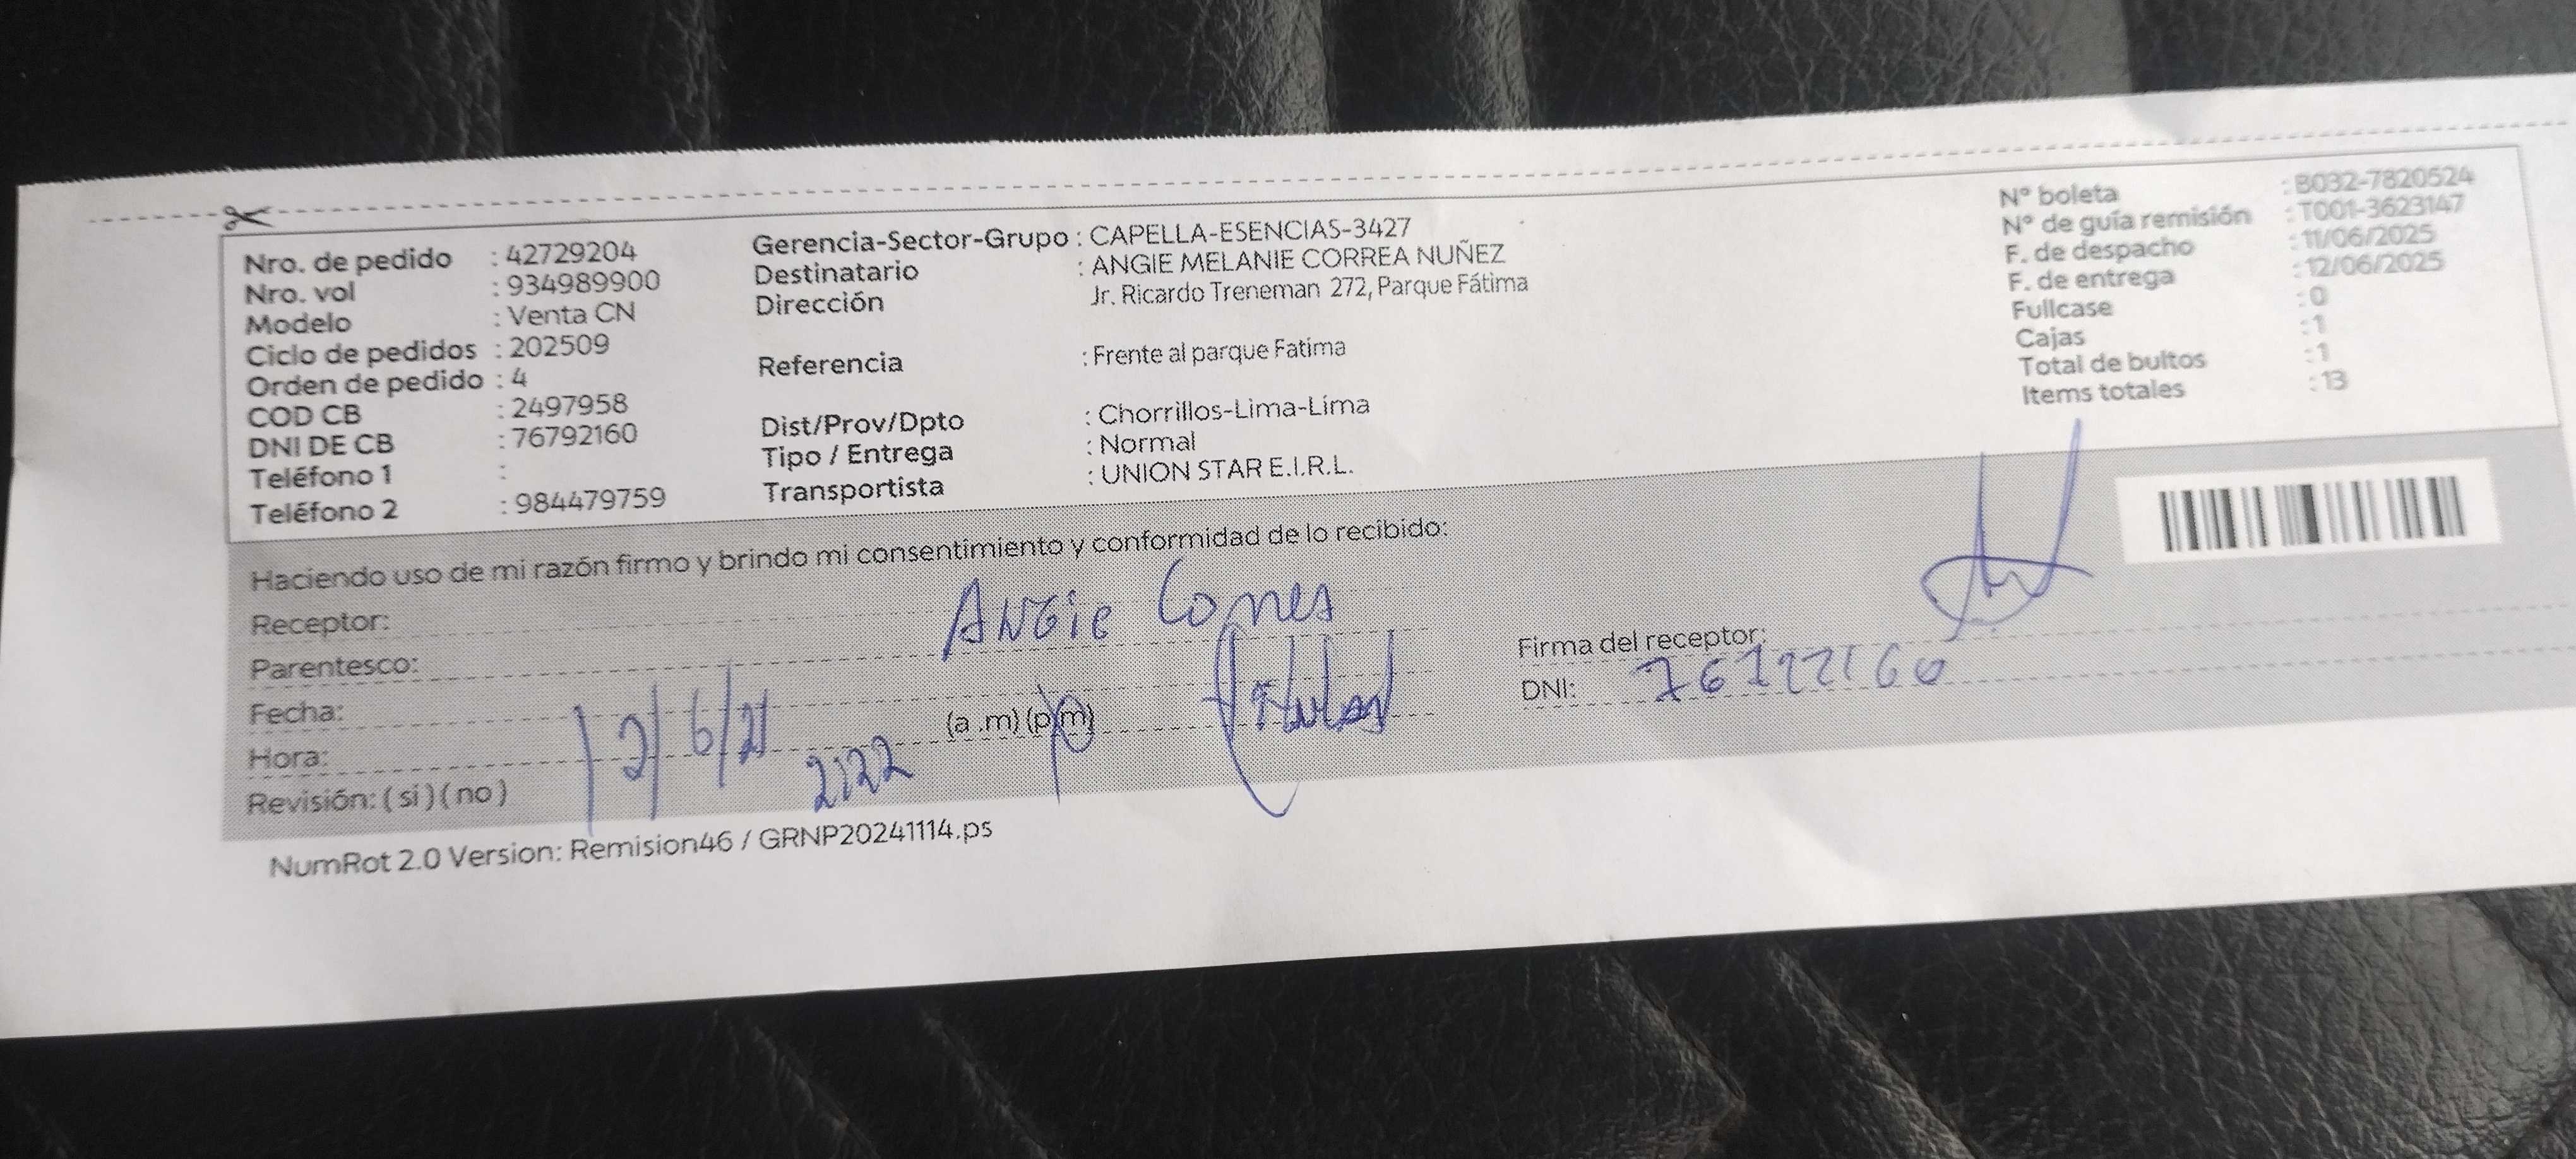 Nro. de pedido : 42729204
Nro. vol : 934989900
Modelo : Venta CN
Ciclo de pedidos : 202509
Orden de pedido : 4
COD CB : 2497958
DNI DE CB : 76792160
Teléfono 1 :
Teléfono 2 : 984479759
Gerencia-Sector-Grupo : CAPELLA-ESENCIAS-3427
Destinatario : ANGIE MELANIE CORREA NUÑEZ
Dirección Jr. Ricardo Treneman 272, Parque Fátima
Referencia : Frente al parque Fatima
Dist/Prov/Dpto : Chorrillos-Lima-Lima
Tipo / Entrega : Normal
Transportista : UNION STAR E.I.R.L.
N° boleta : B032-7820524
N° de guía remisión : T001-3623147
F. de despacho : 11/06/2025
F. de entrega : 12/06/2025
Fullcase : 0
Cajas : 1
Total de bultos : 1
Items totales : 13
Haciendo uso de mi razón firmo y brindo mi consentimiento y conformidad de lo recibido:
Receptor: ANGie
Parentesco: titular
Fecha: 12/6/21
Hora: (a .m) (p.m)
Revisión: ( si ) ( no )
Firma del receptor:
DNI: 76792160
NumRot 2.0 Version: Remision46 / GRNP20241114.ps